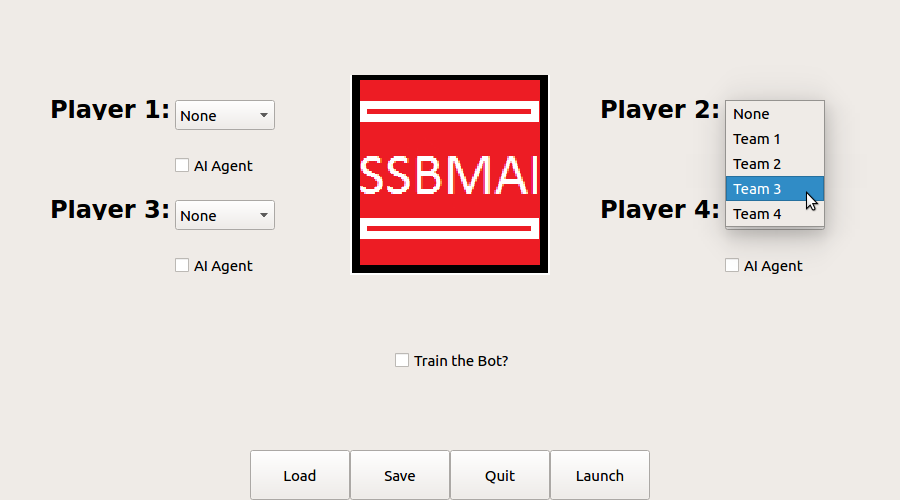 Player 1:
None
AI Agent
Player 3:
None
AI Agent
SSBMAI
Player 2:
None
Team 1
Team 2
Team 3
Team 4
Player 4:
AI Agent
Train the Bot?
Load
Save
Quit
Launch